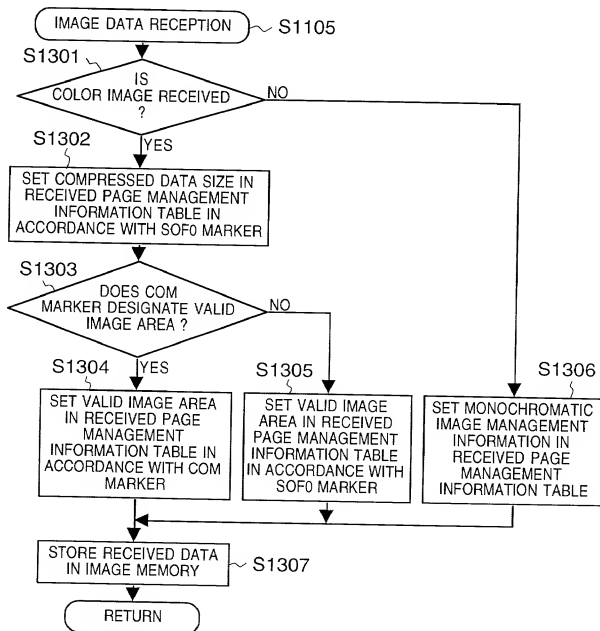 IMAGE DATA RECEPTION
S1105
S1301
IS
COLOR IMAGE RECEIVED
?
NO
YES
S1302
SET COMPRESSED DATA SIZE IN
RECEIVED PAGE MANAGEMENT
INFORMATION TABLE IN
ACCORDANCE WITH SOF0 MARKER
S1303
DOES COM
MARKER DESIGNATE VALID
IMAGE AREA ?
NO
YES
S1304
SET VALID IMAGE AREA
IN RECEIVED PAGE
MANAGEMENT
INFORMATION TABLE IN
ACCORDANCE WITH COM
MARKER
S1305
SET VALID IMAGE
AREA IN RECEIVED
PAGE MANAGEMENT
INFORMATION TABLE
IN ACCORDANCE WITH
SOF0 MARKER
S1306
SET MONOCHROMATIC
IMAGE MANAGEMENT
INFORMATION IN
RECEIVED PAGE
MANAGEMENT
INFORMATION TABLE
STORE RECEIVED DATA
IN IMAGE MEMORY
S1307
RETURN